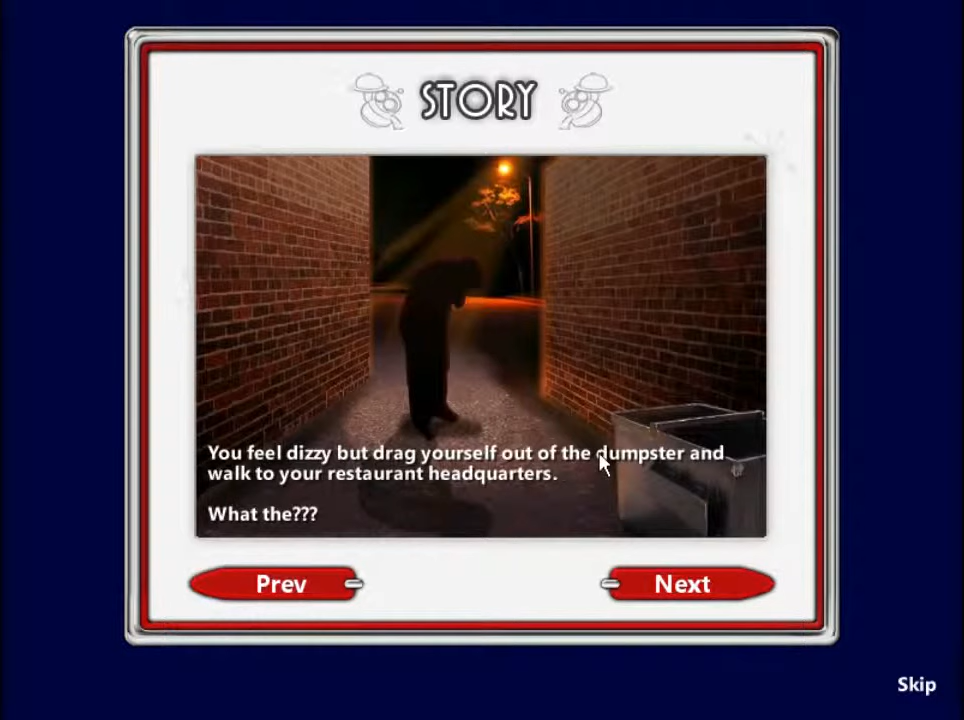 STORY
You feel dizzy but drag yourself out of the dumpster and
walk to your restaurant headquarters.
What the???
Prev
Next
Skip